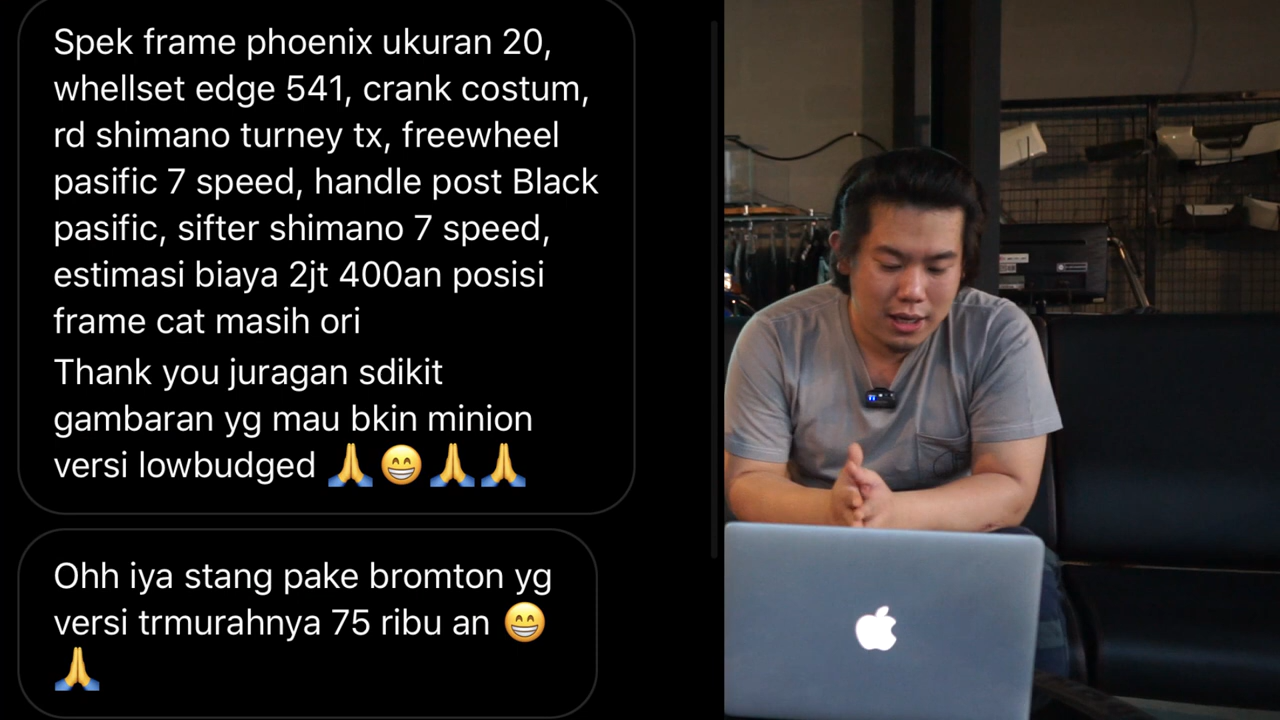 Spek frame phoenix ukuran 20,
whellset edge 541, crank costum,
rd shimano turney tx, freewheel
pasific 7 speed, handle post Black
pasific, sifter shimano 7 speed,
estimasi biaya 2jt 400an posisi
frame cat masih ori
Thank you juragan sdikit
gambaran yg mau bkin minion
versi lowbudged 🙏😁🙏🙏
Ohh iya stang pake bromton yg
versi trmurahnya 75 ribu an 😁
🙏